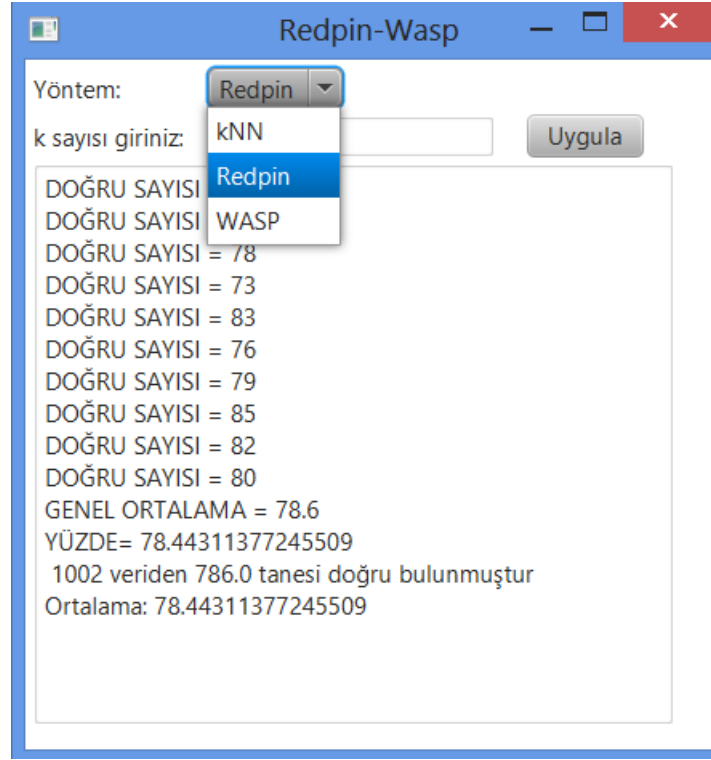 Redpin-Wasp
Yöntem:
Redpin
k sayısı giriniz:
Uygula
kNN
Redpin
WASP
DOĞRU SAYISI
DOĞRU SAYISI
DOĞRU SAYISI = 78
DOĞRU SAYISI = 73
DOĞRU SAYISI = 83
DOĞRU SAYISI = 76
DOĞRU SAYISI = 79
DOĞRU SAYISI = 85
DOĞRU SAYISI = 82
DOĞRU SAYISI = 80
GENEL ORTALAMA = 78.6
YÜZDE= 78.44311377245509
1002 veriden 786.0 tanesi doğru bulunmuştur
Ortalama: 78.44311377245509